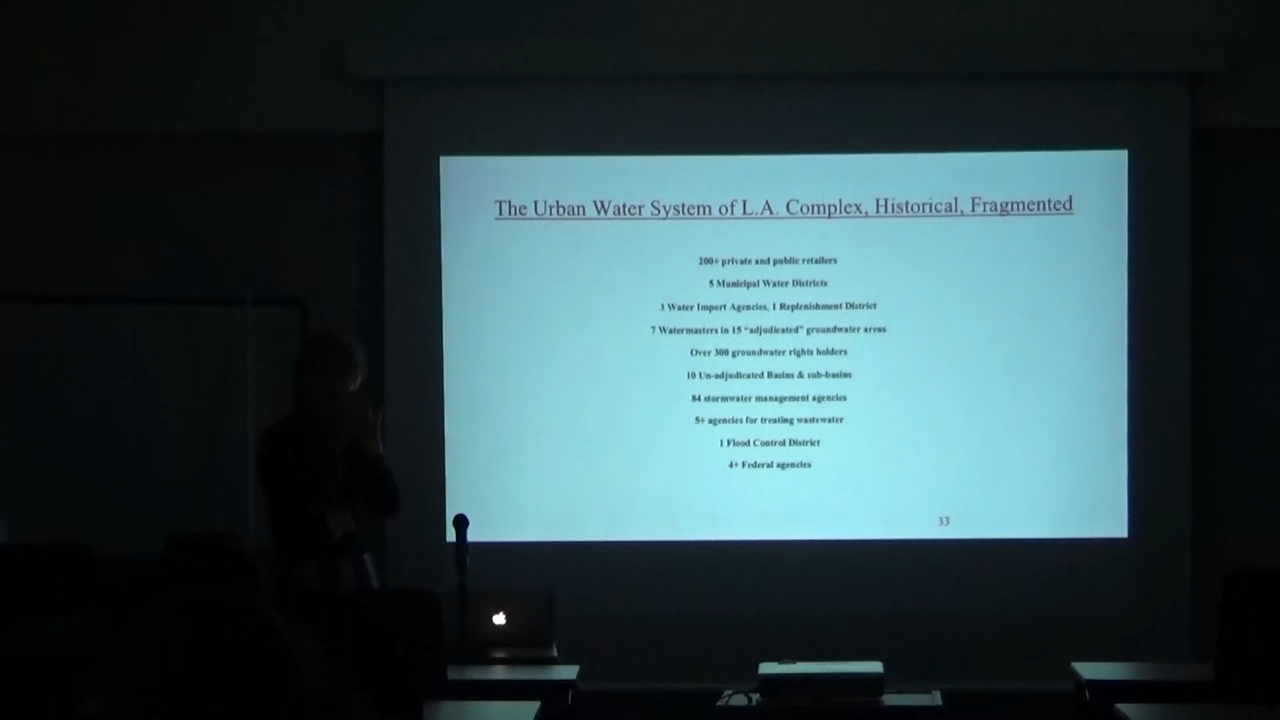 The Urban Water System of L.A. Complex, Historical, Fragmented
200+ private and public retailers
5 Municipal Water Districts
3 Water Import Agencies, 1 Replenishment District
7 Watermasters in 15 “adjudicated” groundwater areas
Over 300 groundwater rights holders
10 Un-adjudicated Basins & sub-basins
84 stormwater management agencies
5+ agencies for treating wastewater
1 Flood Control District
4+ Federal agencies
33